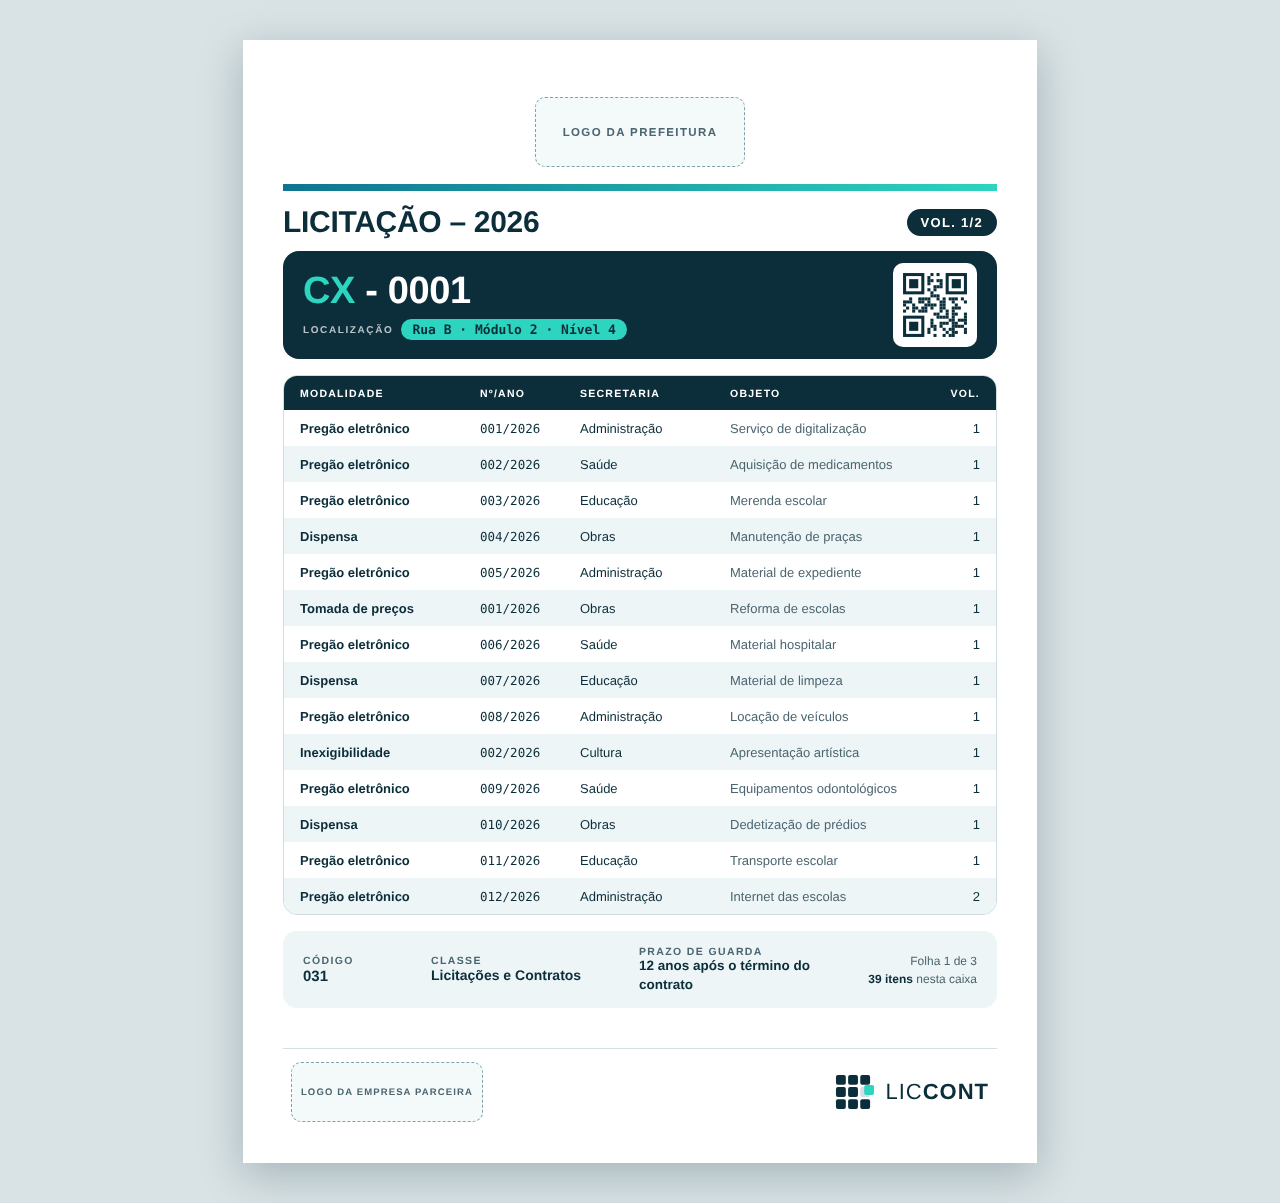 LOGO DA PREFEITURA
LICITAÇÃO – 2026
VOL. 1/2
CX - 0001
LOCALIZAÇÃO Rua B · Módulo 2 · Nível 4
MODALIDADE Nº/ANO SECRETARIA OBJETO VOL.
Pregão eletrônico 001/2026 Administração Serviço de digitalização 1
Pregão eletrônico 002/2026 Saúde Aquisição de medicamentos 1
Pregão eletrônico 003/2026 Educação Merenda escolar 1
Dispensa 004/2026 Obras Manutenção de praças 1
Pregão eletrônico 005/2026 Administração Material de expediente 1
Tomada de preços 001/2026 Obras Reforma de escolas 1
Pregão eletrônico 006/2026 Saúde Material hospitalar 1
Dispensa 007/2026 Educação Material de limpeza 1
Pregão eletrônico 008/2026 Administração Locação de veículos 1
Inexigibilidade 002/2026 Cultura Apresentação artística 1
Pregão eletrônico 009/2026 Saúde Equipamentos odontológicos 1
Dispensa 010/2026 Obras Dedetização de prédios 1
Pregão eletrônico 011/2026 Educação Transporte escolar 1
Pregão eletrônico 012/2026 Administração Internet das escolas 2
CÓDIGO
031
CLASSE
Licitações e Contratos
PRAZO DE GUARDA
12 anos após o término do
contrato
Folha 1 de 3
39 itens nesta caixa
LOGO DA EMPRESA PARCEIRA
LICCONT